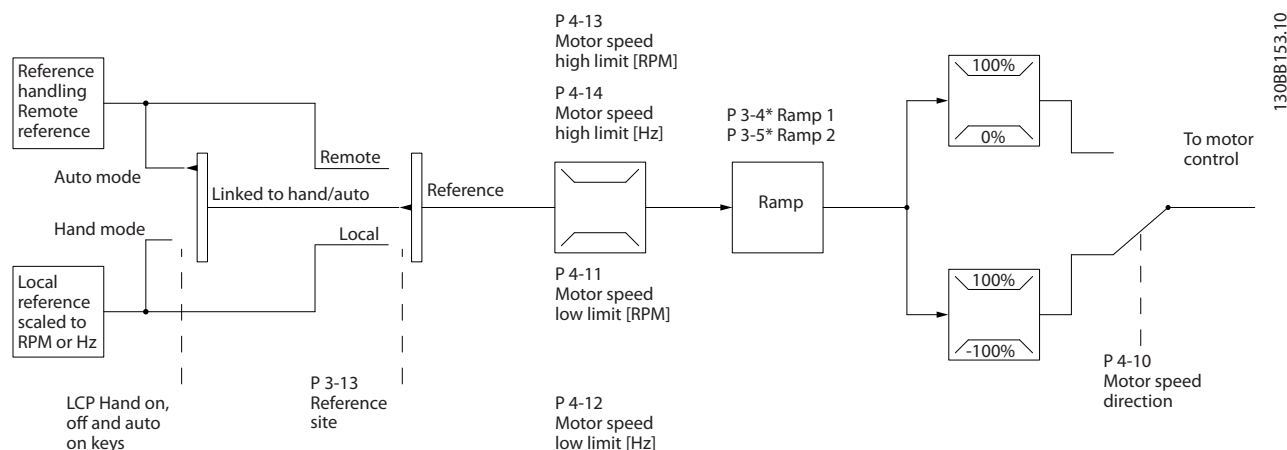 P 4-13
Motor speed
high limit [RPM]
P 4-14
Motor speed
high limit [Hz]
130BB153.10
Reference
handling
Remote
reference
Auto mode
Hand mode
Local
reference
scaled to
RPM or Hz
Linked to hand/auto
Remote
Local
Reference
LCP Hand on,
off and auto
on keys
P 3-13
Reference
site
P 4-11
Motor speed
low limit [RPM]
P 4-12
Motor speed
low limit [Hz]
P 3-4* Ramp 1
P 3-5* Ramp 2
Ramp
100%
0%
100%
-100%
To motor
control
P 4-10
Motor speed
direction